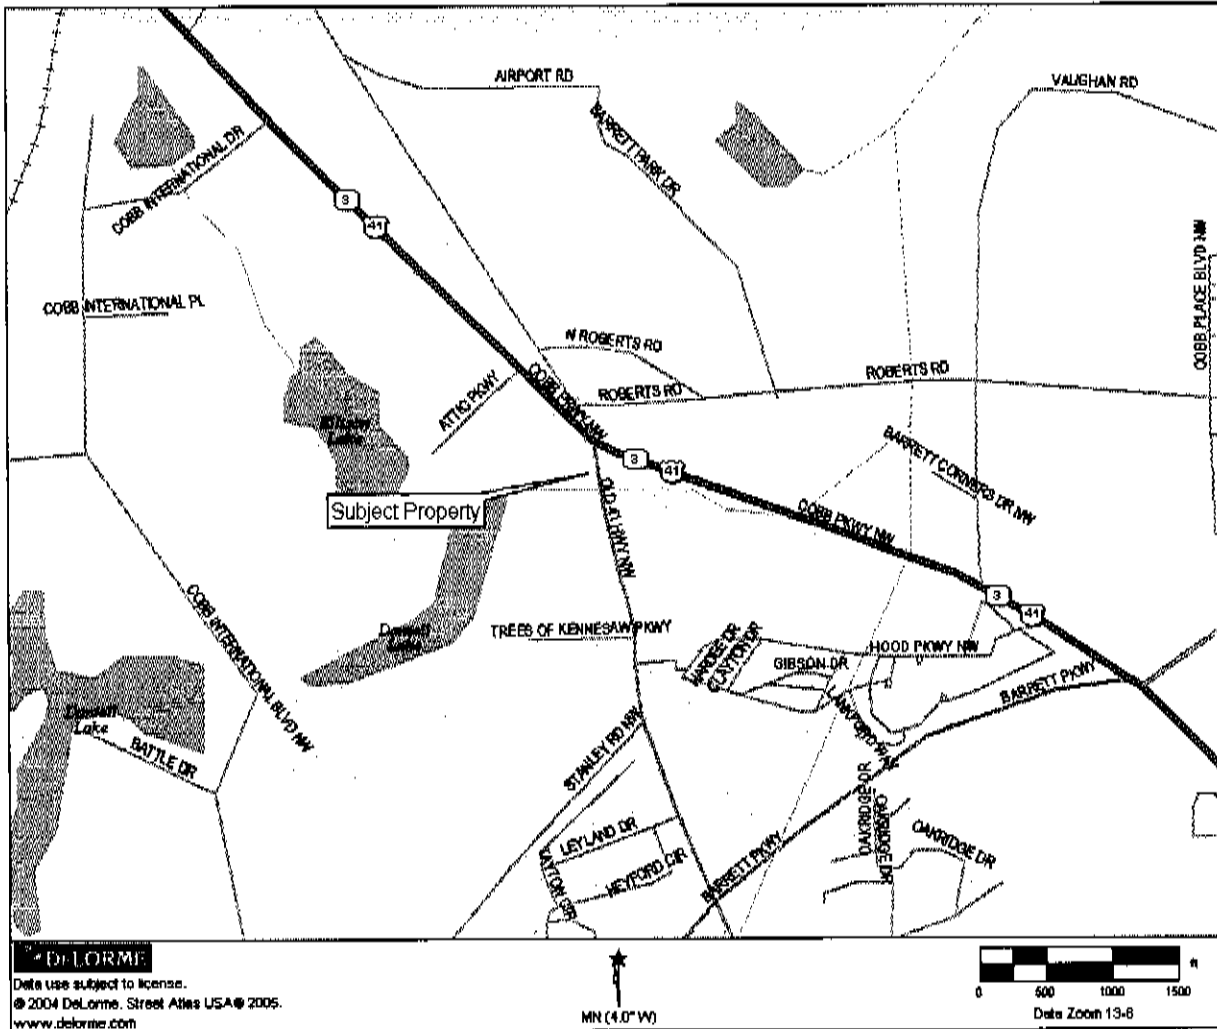 AIRPORT RD
VAUGHAN RD
BARRETT PARK DR
COBB INTERNATIONAL DR
3
41
COBB INTERNATIONAL PL
COBB PLACE BLVD NW
N ROBERTS RD
ROBERTS RD
ROBERTS RD
ATTIC PKWY
COBB PKWY NW
Lake
BARRETT CORNERS DR NW
3
41
Subject Property
OLD 41 HWY NW
COBB PKWY NW
COBB INTERNATIONAL BLVD NW
3
41
TREES OF KENNESAW PKWY
Lake
CLAYTON DR
GIBSON DR
HOOD PKWY NW
BARRETT PKWY
Lake
BATTLE DR
STANLEY RD NW
OAKRIDGE DR
OAKRIDGE DR
OAKRIDGE DR
LEYLAND DR
HEYFORD CIR
BARRETT PKWY
DELORME
Data use subject to license.
© 2004 DeLorme. Street Atlas USA® 2005.
www.delorme.com
MN (4.0° W)
ft
0 500 1000 1500
Data Zoom 13-6